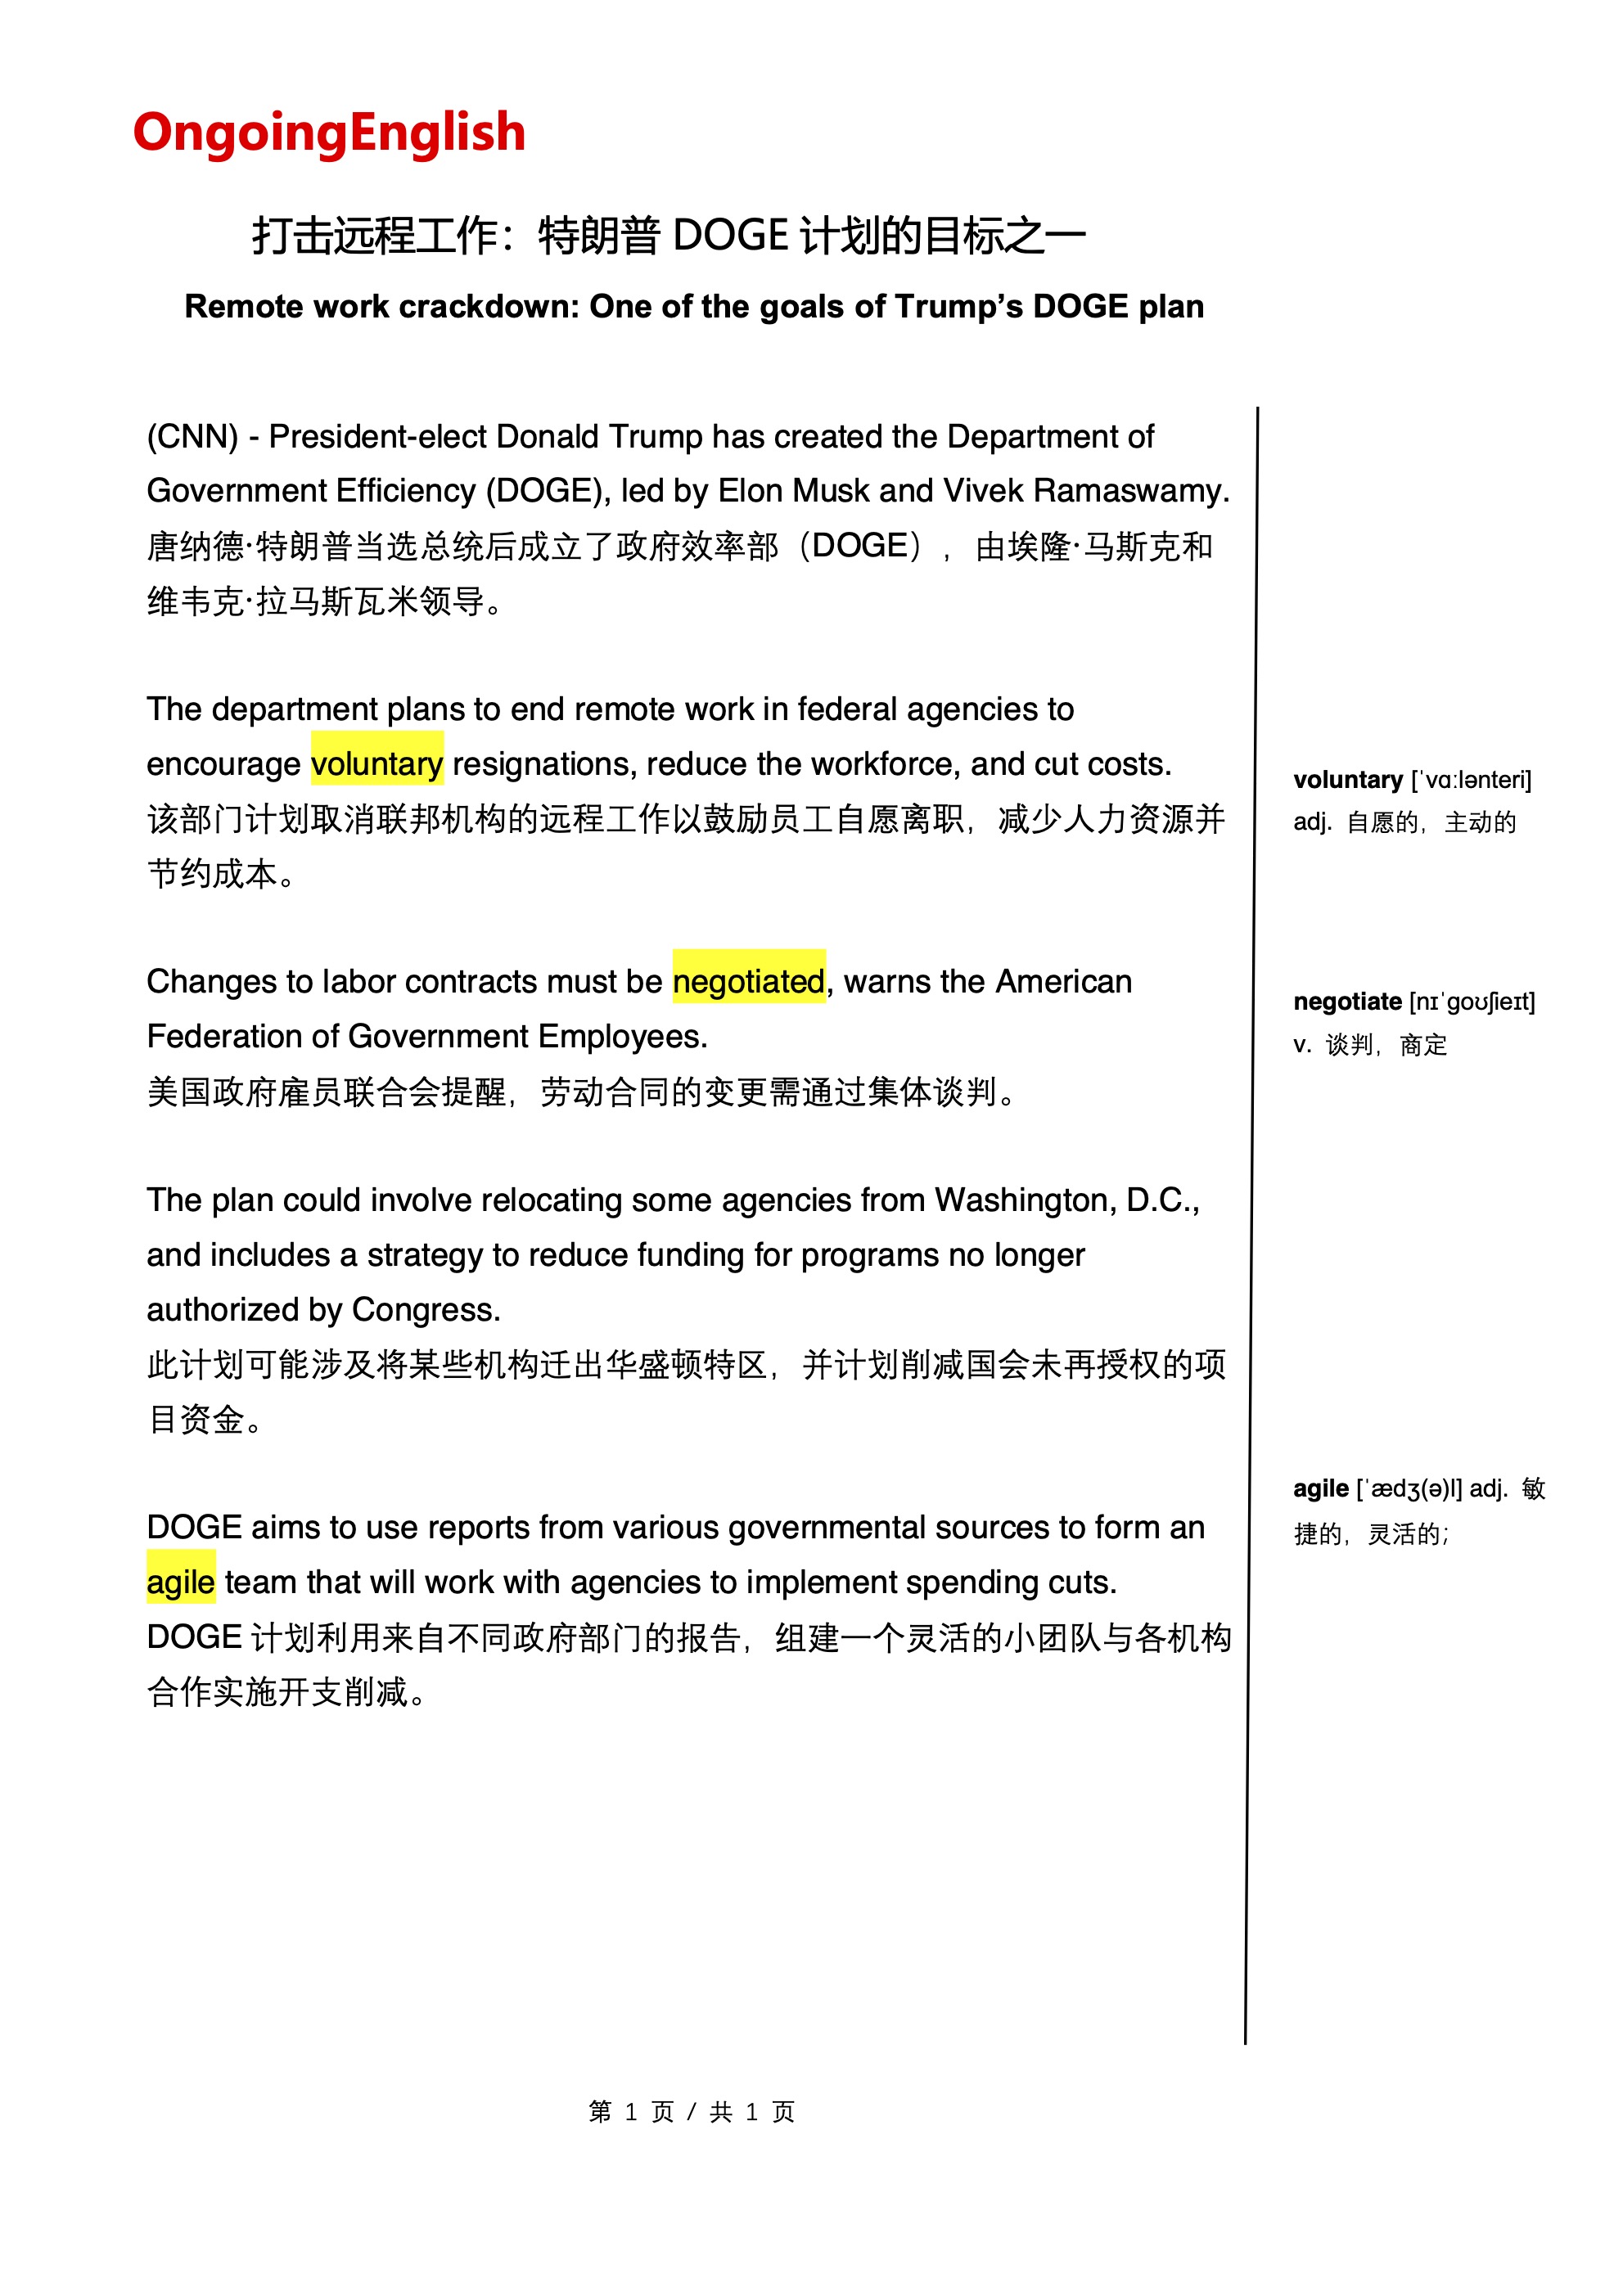 OngoingEnglish
打击远程工作：特朗普 DOGE 计划的目标之一
Remote work crackdown: One of the goals of Trump’s DOGE plan
(CNN) - President-elect Donald Trump has created the Department of
Government Efficiency (DOGE), led by Elon Musk and Vivek Ramaswamy.
唐纳德·特朗普当选总统后成立了政府效率部（DOGE），由埃隆·马斯克和
维韦克·拉马斯瓦米领导。
The department plans to end remote work in federal agencies to
encourage voluntary resignations, reduce the workforce, and cut costs.
该部门计划取消联邦机构的远程工作以鼓励员工自愿离职，减少人力资源并
节约成本。
voluntary [ˈvɑːlənteri]
adj. 自愿的，主动的
Changes to labor contracts must be negotiated, warns the American
Federation of Government Employees.
美国政府雇员联合会提醒，劳动合同的变更需通过集体谈判。
negotiate [nɪˈɡoʊʃieɪt]
v. 谈判，商定
The plan could involve relocating some agencies from Washington, D.C.,
and includes a strategy to reduce funding for programs no longer
authorized by Congress.
此计划可能涉及将某些机构迁出华盛顿特区，并计划削减国会未再授权的项
目资金。
DOGE aims to use reports from various governmental sources to form an
agile team that will work with agencies to implement spending cuts.
DOGE 计划利用来自不同政府部门的报告，组建一个灵活的小团队与各机构
合作实施开支削减。
agile [ˈædʒ(ə)l] adj. 敏
捷的，灵活的；
第 1 页 / 共 1 页